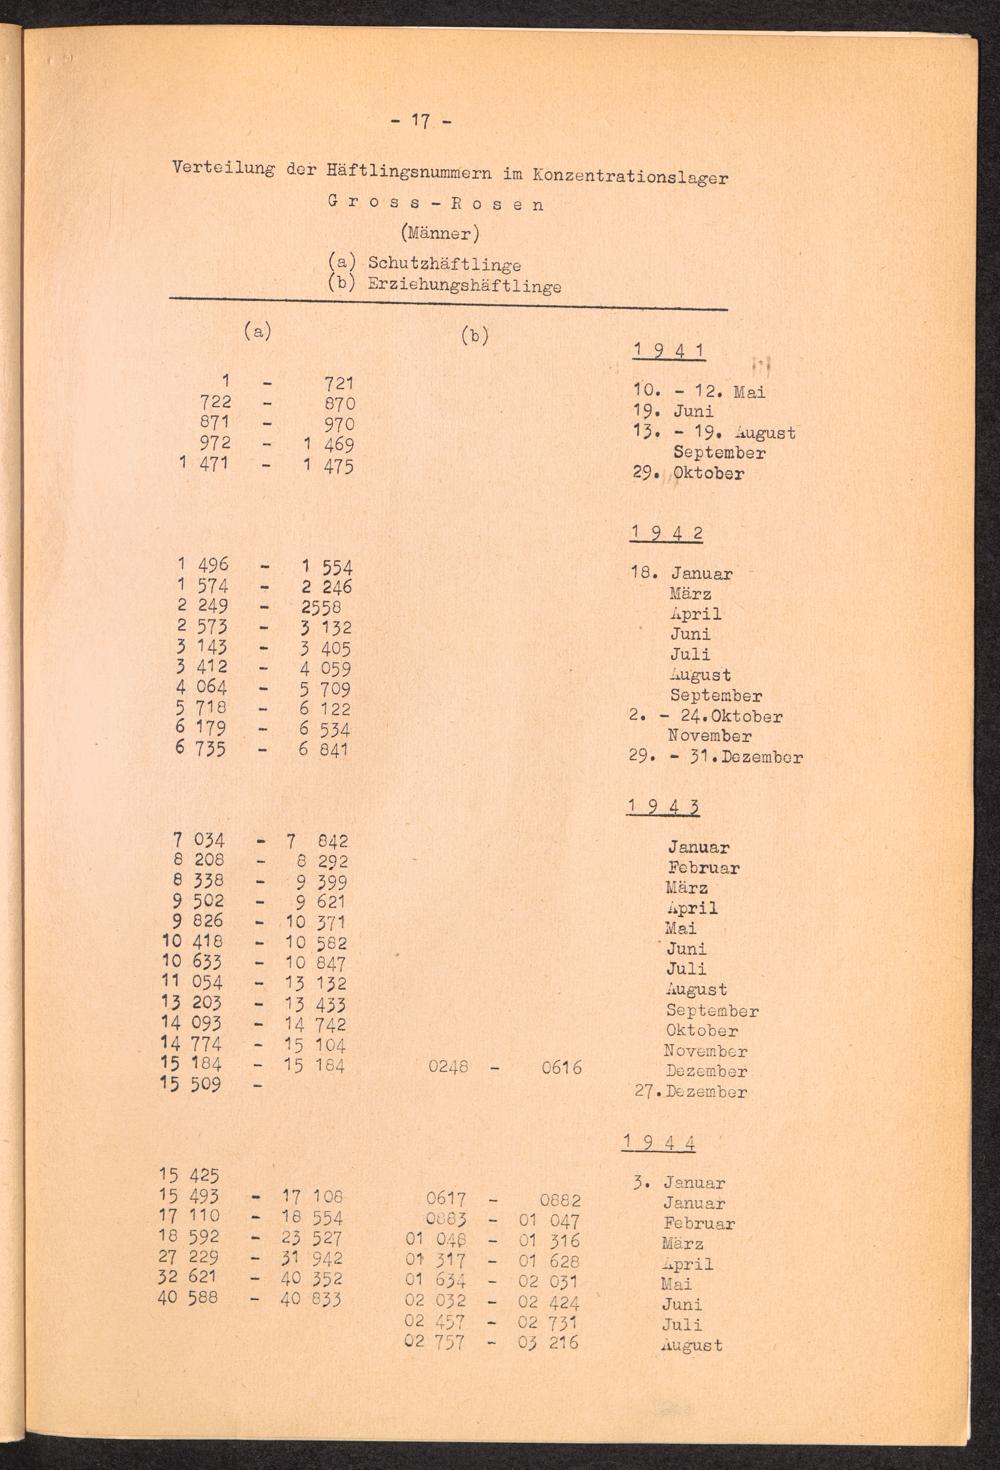 - 17 -
Verteilung der Häftlingsnummern im Konzentrationslager
G r o s s - R o s e n
(Männer)
(a) Schutzhäftlinge
(b) Erziehungshäftlinge
(a) (b)
1 9 4 1
1 - 721 10. - 12. Mai
722 - 870 19. Juni
871 - 970 13. - 19. August
972 - 1 469 September
1 471 - 1 475 29. Oktober
1 9 4 2
1 496 - 1 554 18. Januar
1 574 - 2 246 März
2 249 - 2558 April
2 573 - 3 132 Juni
3 143 - 3 405 Juli
3 412 - 4 059 August
4 064 - 5 709 September
5 718 - 6 122 2. - 24.Oktober
6 179 - 6 534 November
6 735 - 6 841 29. - 31.Dezember
1 9 4 3
7 034 - 7 842 Januar
8 208 - 8 292 Februar
8 338 - 9 399 März
9 502 - 9 621 April
9 826 - 10 371 Mai
10 418 - 10 582 Juni
10 633 - 10 847 Juli
11 054 - 13 132 August
13 203 - 13 433 September
14 093 - 14 742 Oktober
14 774 - 15 104 November
15 184 - 15 184 0248 - 0616 Dezember
15 509 - 27.Dezember
1 9 4 4
15 425 3. Januar
15 493 - 17 108 0617 - 0882 Januar
17 110 - 18 554 0883 - 01 047 Februar
18 592 - 23 527 01 048 - 01 316 März
27 229 - 31 942 01 317 - 01 628 April
32 621 - 40 352 01 634 - 02 031 Mai
40 588 - 40 833 02 032 - 02 424 Juni
02 457 - 02 731 Juli
02 757 - 03 216 August